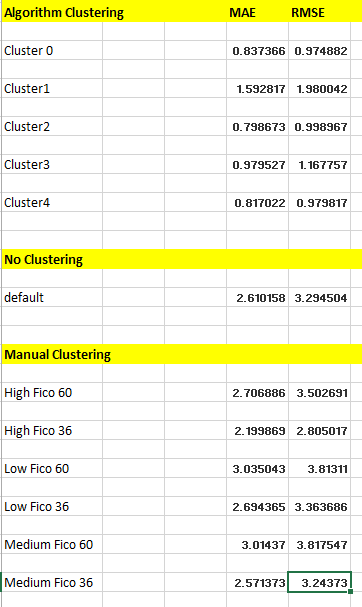 Algorithm Clustering MAE RMSE
Cluster 0 0.837366 0.974882
Cluster1 1.592817 1.980042
Cluster2 0.798673 0.998967
Cluster3 0.979527 1.167757
Cluster4 0.817022 0.979817
No Clustering
default 2.610158 3.294504
Manual Clustering
High Fico 60 2.706886 3.502691
High Fico 36 2.199869 2.805017
Low Fico 60 3.035043 3.81311
Low Fico 36 2.694365 3.363686
Medium Fico 60 3.01437 3.817547
Medium Fico 36 2.571373 3.24373